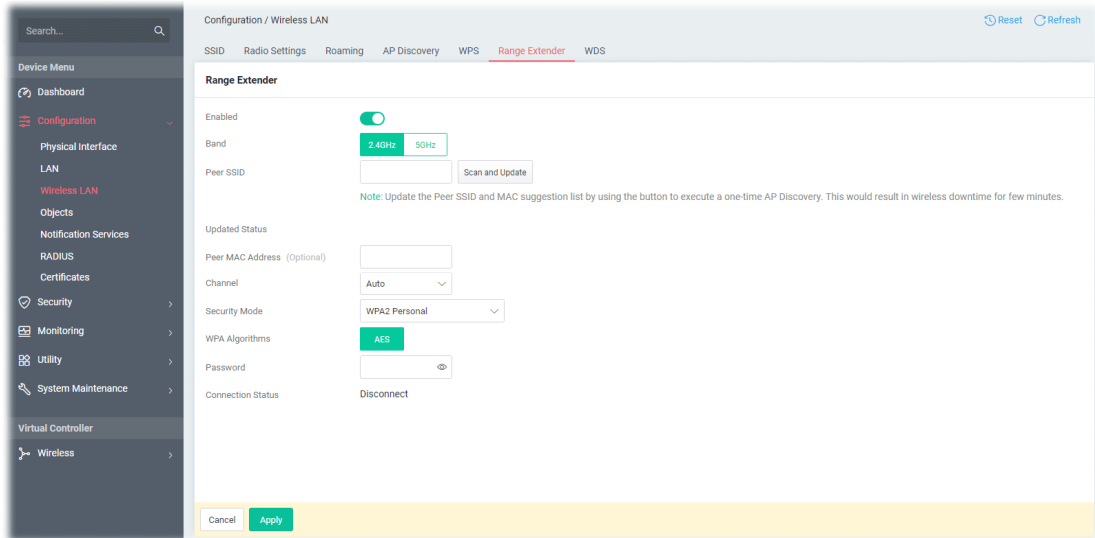 Search...
Device Menu
Dashboard
Configuration
Physical Interface
LAN
Wireless LAN
Objects
Notification Services
RADIUS
Certificates
Security
Monitoring
Utility
System Maintenance
Virtual Controller
Wireless
Configuration / Wireless LAN
Reset Refresh
SSID Radio Settings Roaming AP Discovery WPS Range Extender WDS
Range Extender
Enabled
Band 2.4GHz 5GHz
Peer SSID Scan and Update
Note: Update the Peer SSID and MAC suggestion list by using the button to execute a one-time AP Discovery. This would result in wireless downtime for few minutes.
Updated Status
Peer MAC Address (Optional)
Channel Auto
Security Mode WPA2 Personal
WPA Algorithms AES
Password
Connection Status Disconnect
Cancel Apply